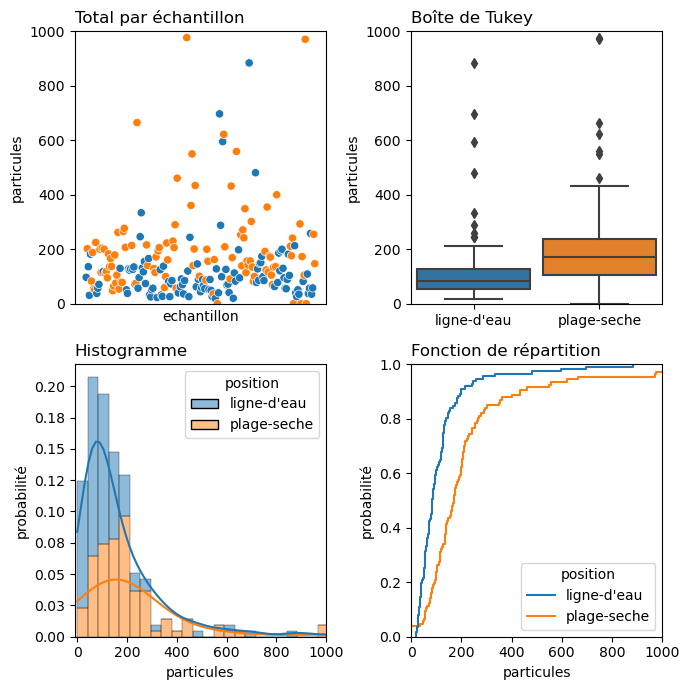 Total par échantillon
1000
800
600
400
200
0
particules
echantillon
Boîte de Tukey
1000
800
600
400
200
0
particules
ligne-d'eau
plage-seche
Histogramme
0.20
0.18
0.15
0.12
0.10
0.08
0.05
0.03
0.00
probabilité
position
ligne-d'eau
plage-seche
0
200
400
600
800
1000
particules
Fonction de répartition
1.0
0.8
0.6
0.4
0.2
0.0
probabilité
position
ligne-d'eau
plage-seche
0
200
400
600
800
1000
particules